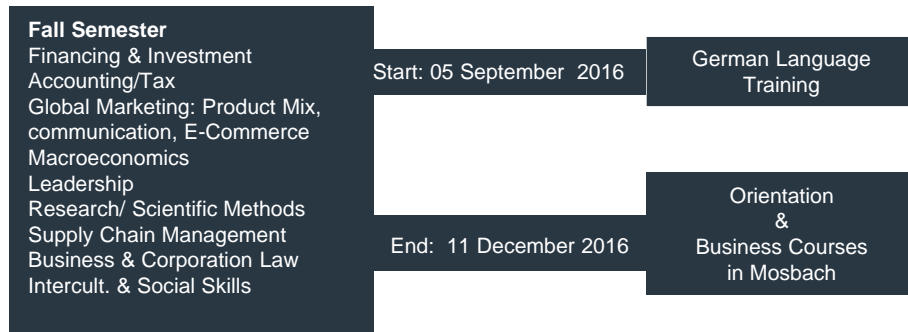 Fall Semester
Financing & Investment
Accounting/Tax
Global Marketing: Product Mix,
communication, E-Commerce
Macroeconomics
Leadership
Research/ Scientific Methods
Supply Chain Management
Business & Corporation Law
Intercult. & Social Skills
Start: 05 September 2016
German Language
Training
End: 11 December 2016
Orientation
&
Business Courses
in Mosbach